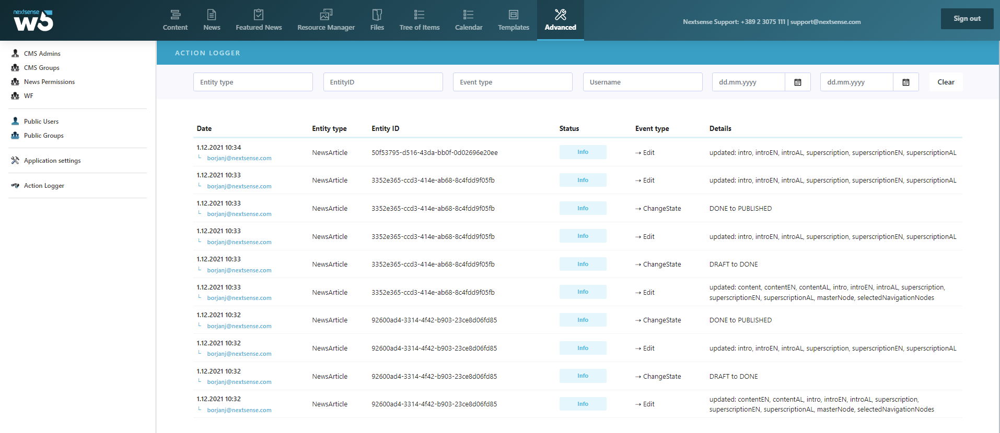 nextsense
w5
Content
News
Featured News
Resource Manager
Files
Tree of Items
Calendar
Templates
Advanced
Nextsense Support: +389 2 3075 111 | support@nextsense.com
Sign out
CMS Admins
CMS Groups
News Permissions
WF
Public Users
Public Groups
Application settings
Action Logger
ACTION LOGGER
Entity type
EntityID
Event type
Username
dd.mm.yyyy
dd.mm.yyyy
Clear
Date Entity type Entity ID Status Event type Details
1.12.2021 10:34
borjanj@nextsense.com
NewsArticle 50f53795-d516-43da-bb0f-0d02696e20ee Info ⇢ Edit updated: intro, introEN, introAL, superscription, superscriptionEN, superscriptionAL
1.12.2021 10:33
borjanj@nextsense.com
NewsArticle 3352e365-ccd3-414e-ab68-8c4fdd9f05fb Info ⇢ Edit updated: intro, introEN, introAL, superscription, superscriptionEN, superscriptionAL
1.12.2021 10:33
borjanj@nextsense.com
NewsArticle 3352e365-ccd3-414e-ab68-8c4fdd9f05fb Info ⇢ ChangeState DONE to PUBLISHED
1.12.2021 10:33
borjanj@nextsense.com
NewsArticle 3352e365-ccd3-414e-ab68-8c4fdd9f05fb Info ⇢ Edit updated: intro, introEN, introAL, superscription, superscriptionEN, superscriptionAL
1.12.2021 10:33
borjanj@nextsense.com
NewsArticle 3352e365-ccd3-414e-ab68-8c4fdd9f05fb Info ⇢ ChangeState DRAFT to DONE
1.12.2021 10:33
borjanj@nextsense.com
NewsArticle 3352e365-ccd3-414e-ab68-8c4fdd9f05fb Info ⇢ Edit updated: content, contentEN, contentAL, intro, introEN, introAL, superscription,
superscriptionEN, superscriptionAL, masterNode, selectedNavigationNodes
1.12.2021 10:32
borjanj@nextsense.com
NewsArticle 92600ad4-3314-4f42-b903-23ce8d06fd85 Info ⇢ ChangeState DONE to PUBLISHED
1.12.2021 10:32
borjanj@nextsense.com
NewsArticle 92600ad4-3314-4f42-b903-23ce8d06fd85 Info ⇢ Edit updated: intro, introEN, introAL, superscription, superscriptionEN, superscriptionAL
1.12.2021 10:32
borjanj@nextsense.com
NewsArticle 92600ad4-3314-4f42-b903-23ce8d06fd85 Info ⇢ ChangeState DRAFT to DONE
1.12.2021 10:32
borjanj@nextsense.com
NewsArticle 92600ad4-3314-4f42-b903-23ce8d06fd85 Info ⇢ Edit updated: contentEN, contentAL, intro, introEN, introAL, superscription,
superscriptionEN, superscriptionAL, masterNode, selectedNavigationNodes